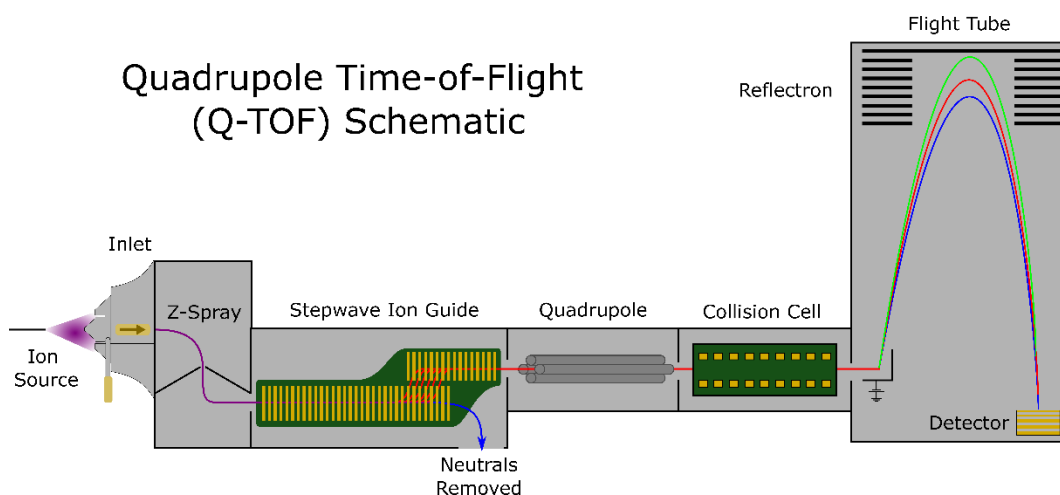 Flight Tube
Quadrupole Time-of-Flight
(Q-TOF) Schematic
Reflectron
Inlet
Z-Spray
Stepwave Ion Guide
Quadrupole
Collision Cell
Ion
Source
Detector
Neutrals
Removed